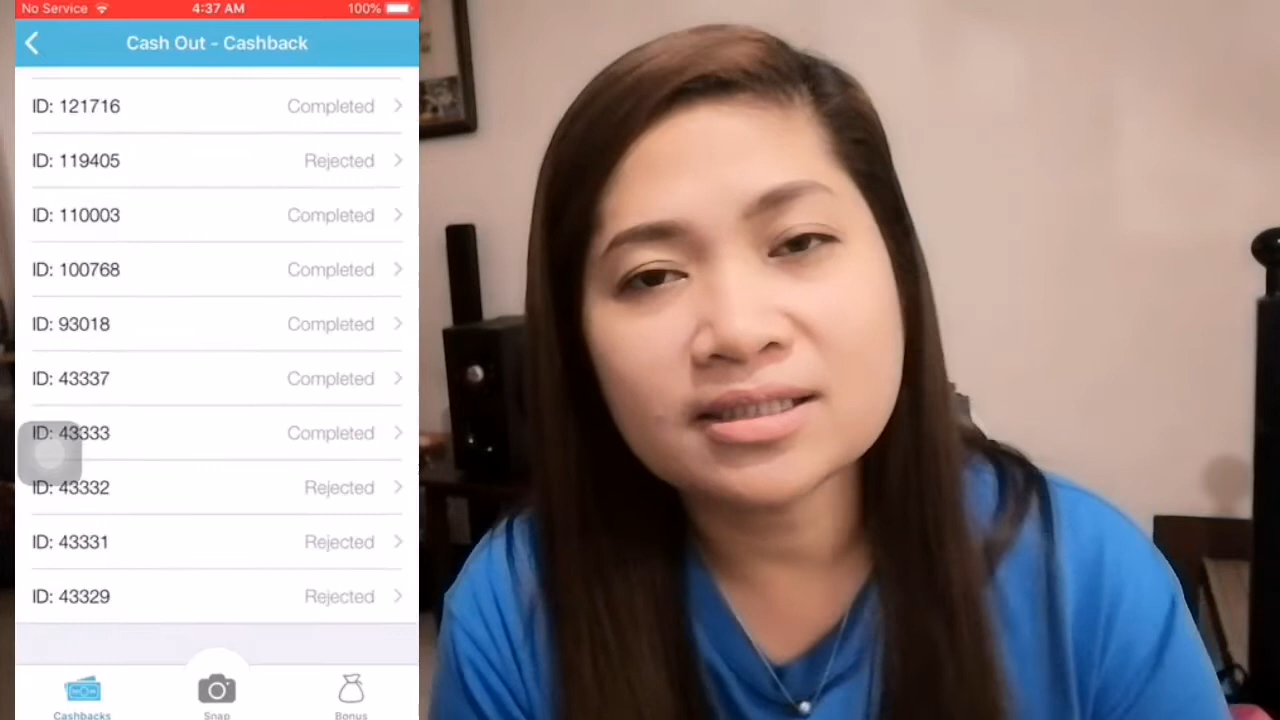 No Service 4:37 AM 100%
Cash Out - Cashback
ID: 121716 Completed
ID: 119405 Rejected
ID: 110003 Completed
ID: 100768 Completed
ID: 93018 Completed
ID: 43337 Completed
ID: 43333 Completed
ID: 43332 Rejected
ID: 43331 Rejected
ID: 43329 Rejected
Cashbacks Snap Bonus